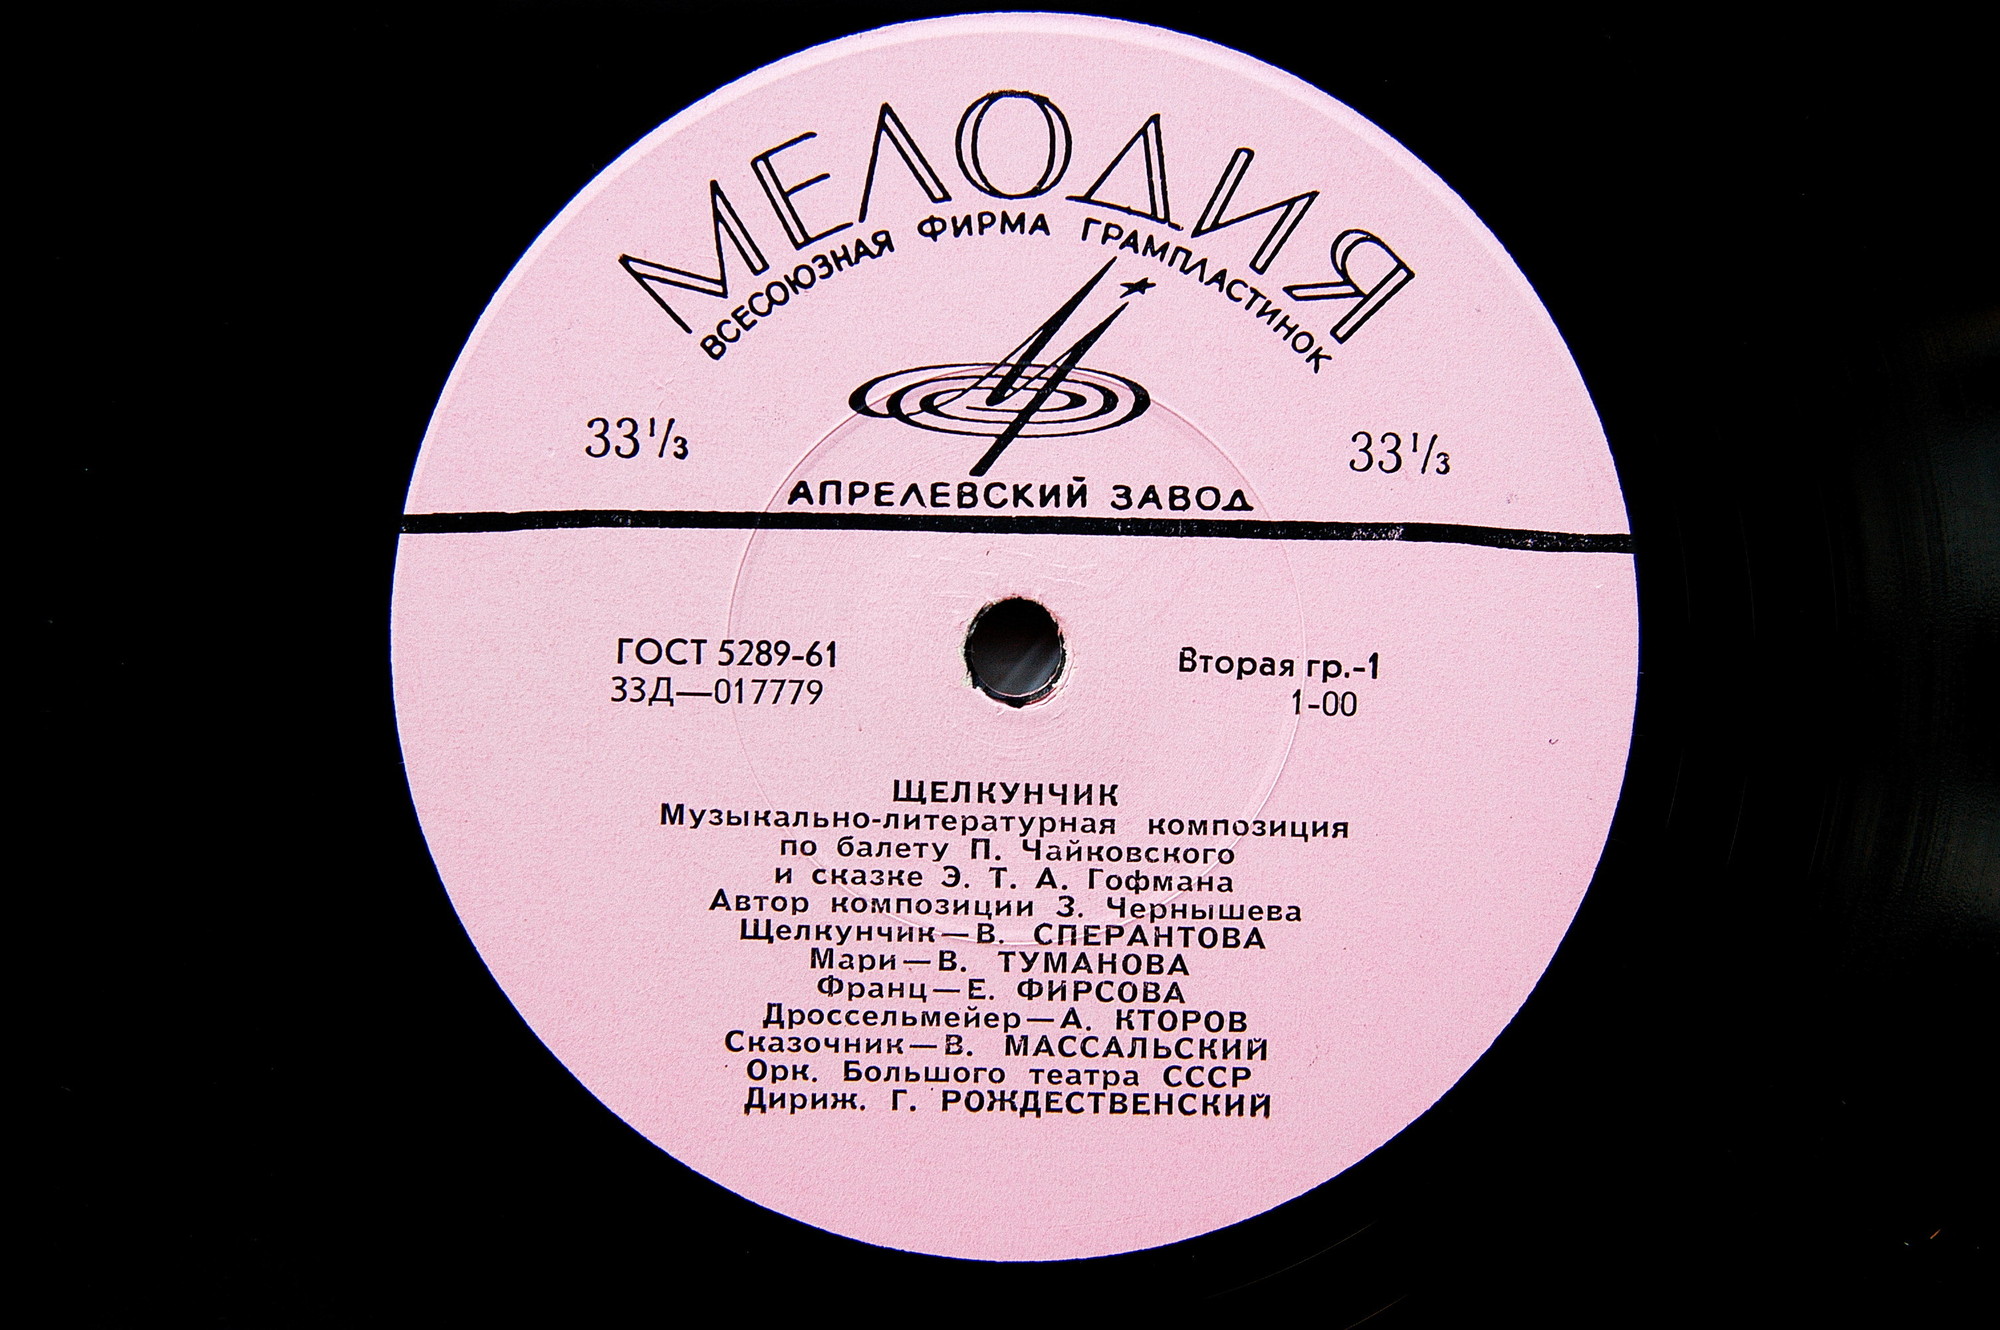 МЕЛОДИЯ
ВСЕСОЮЗНАЯ ФИРМА ГРАМПЛАСТИНОК
33 1/3
33 1/3
АПРЕЛЕВСКИЙ ЗАВОД
ГОСТ 5289-61
33Д—017779
Вторая гр.-1
1-00
ЩЕЛКУНЧИК
Музыкально-литературная композиция
по балету П. Чайковского
и сказке Э. Т. А. Гофмана
Автор композиции З. Чернышева
Щелкунчик—В. СПЕРАНТОВА
Мари—В. ТУМАНОВА
Франц—Е. ФИРСОВА
Дроссельмейер—А. КТОРОВ
Сказочник—В. МАССАЛЬСКИЙ
Орк. Большого театра СССР
Дириж. Г. РОЖДЕСТВЕНСКИЙ